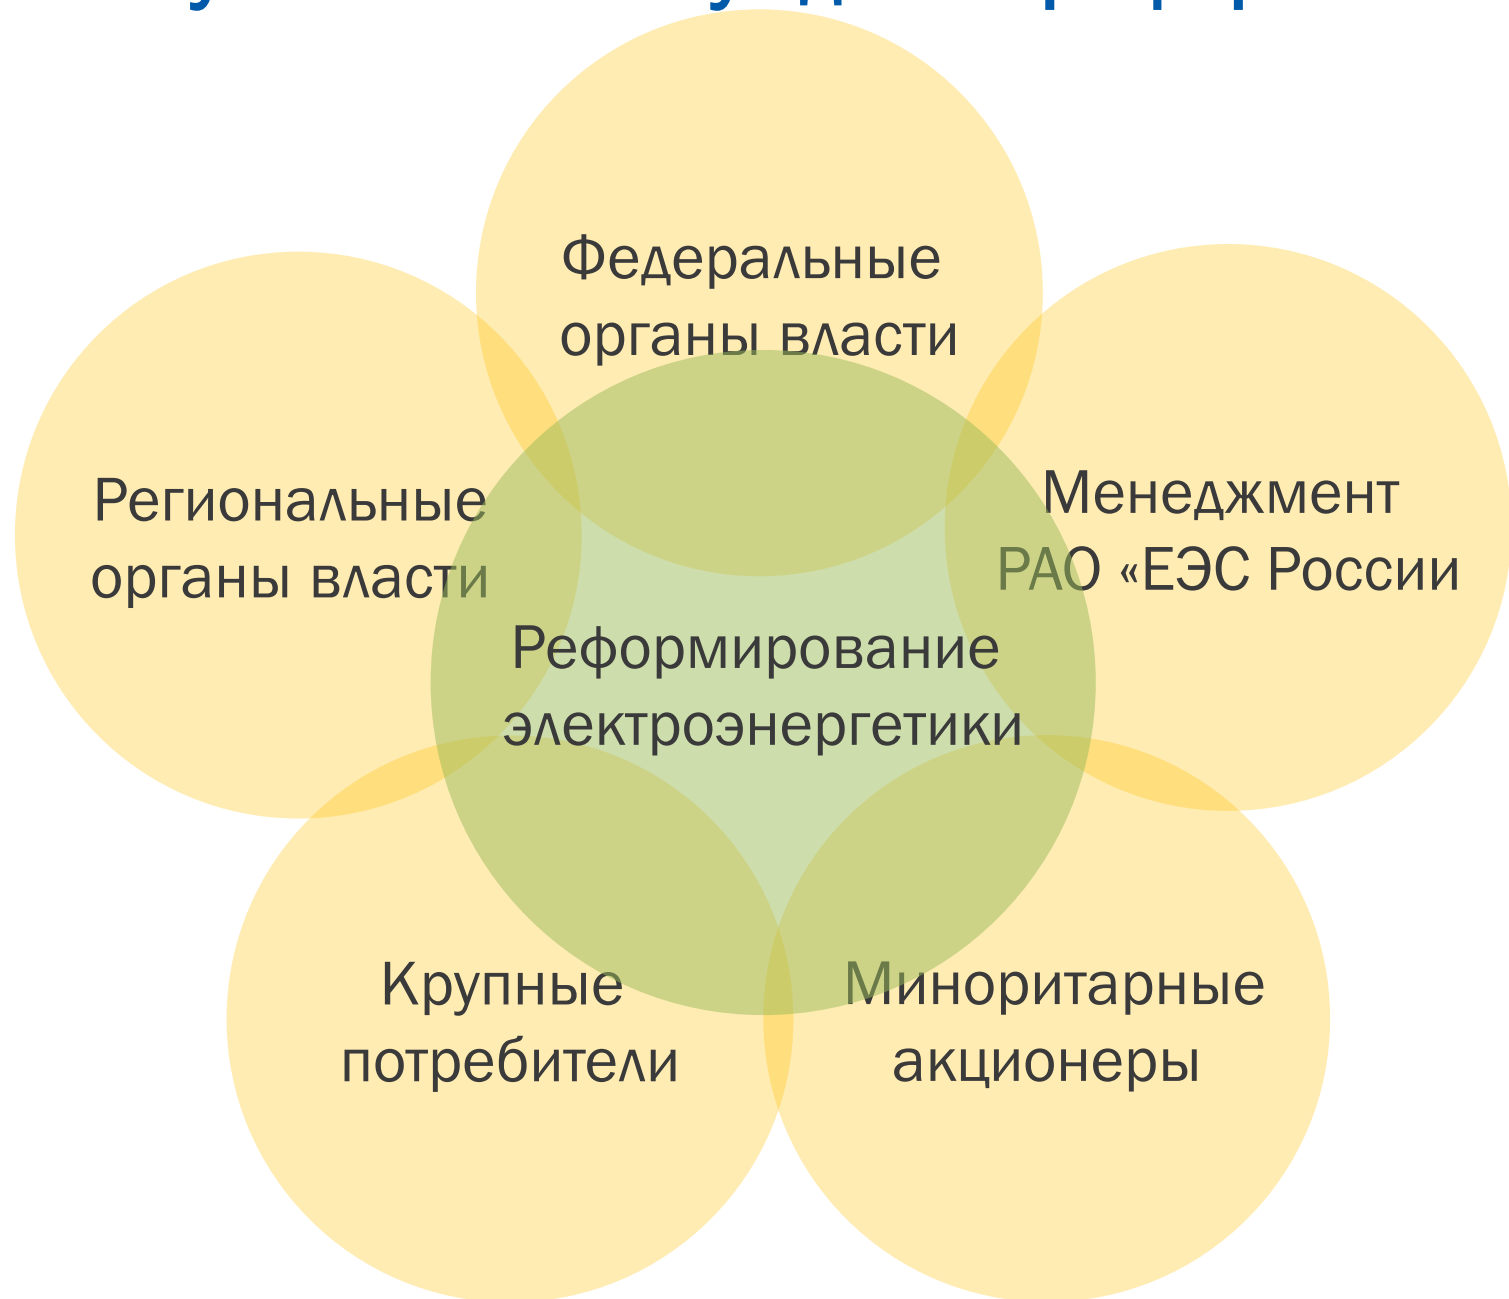 Федеральные
органы власти
Региональные
органы власти
Менеджмент
РАО «ЕЭС России
Реформирование
электроэнергетики
Крупные
потребители
Миноритарные
акционеры